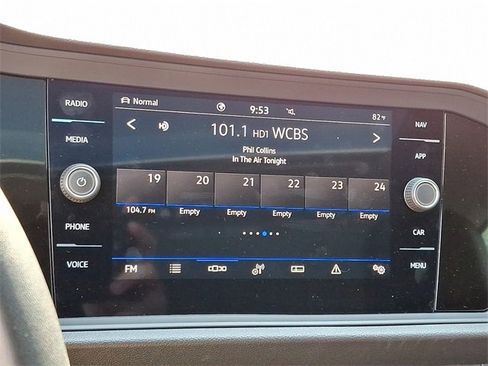 RADIO
MEDIA
PHONE
VOICE
Normal
9:53
82°F
101.1 HD1 WCBS
Phil Collins
In The Air Tonight
19 20 21 22 23 24
104.7 FM Empty Empty Empty Empty Empty
FM
NAV
APP
CAR
MENU